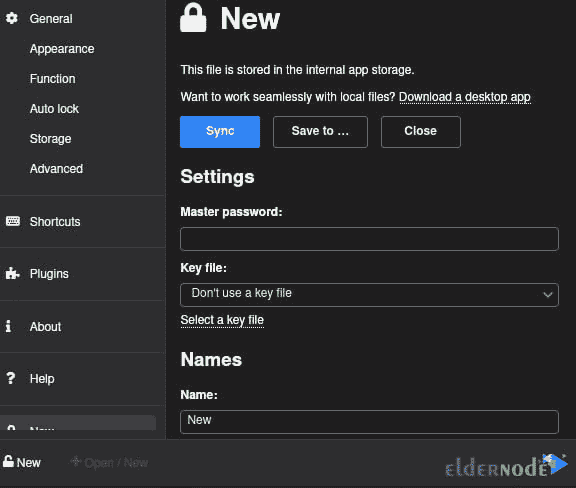 General
Appearance
Function
Auto lock
Storage
Advanced
Shortcuts
Plugins
About
Help
New
New
This file is stored in the internal app storage.
Want to work seamlessly with local files? Download a desktop app
Sync
Save to ...
Close
Settings
Master password:
Key file:
Don't use a key file
Select a key file
Names
Name:
New
New
Open / New
ELDERNODE